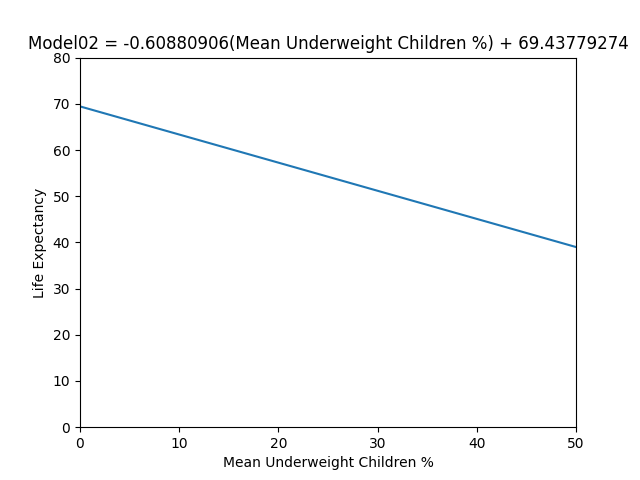 Model02 = -0.60880906(Mean Underweight Children %) + 69.43779274
80
70
60
50
40
30
20
10
0
Life Expectancy
0 10 20 30 40 50
Mean Underweight Children %